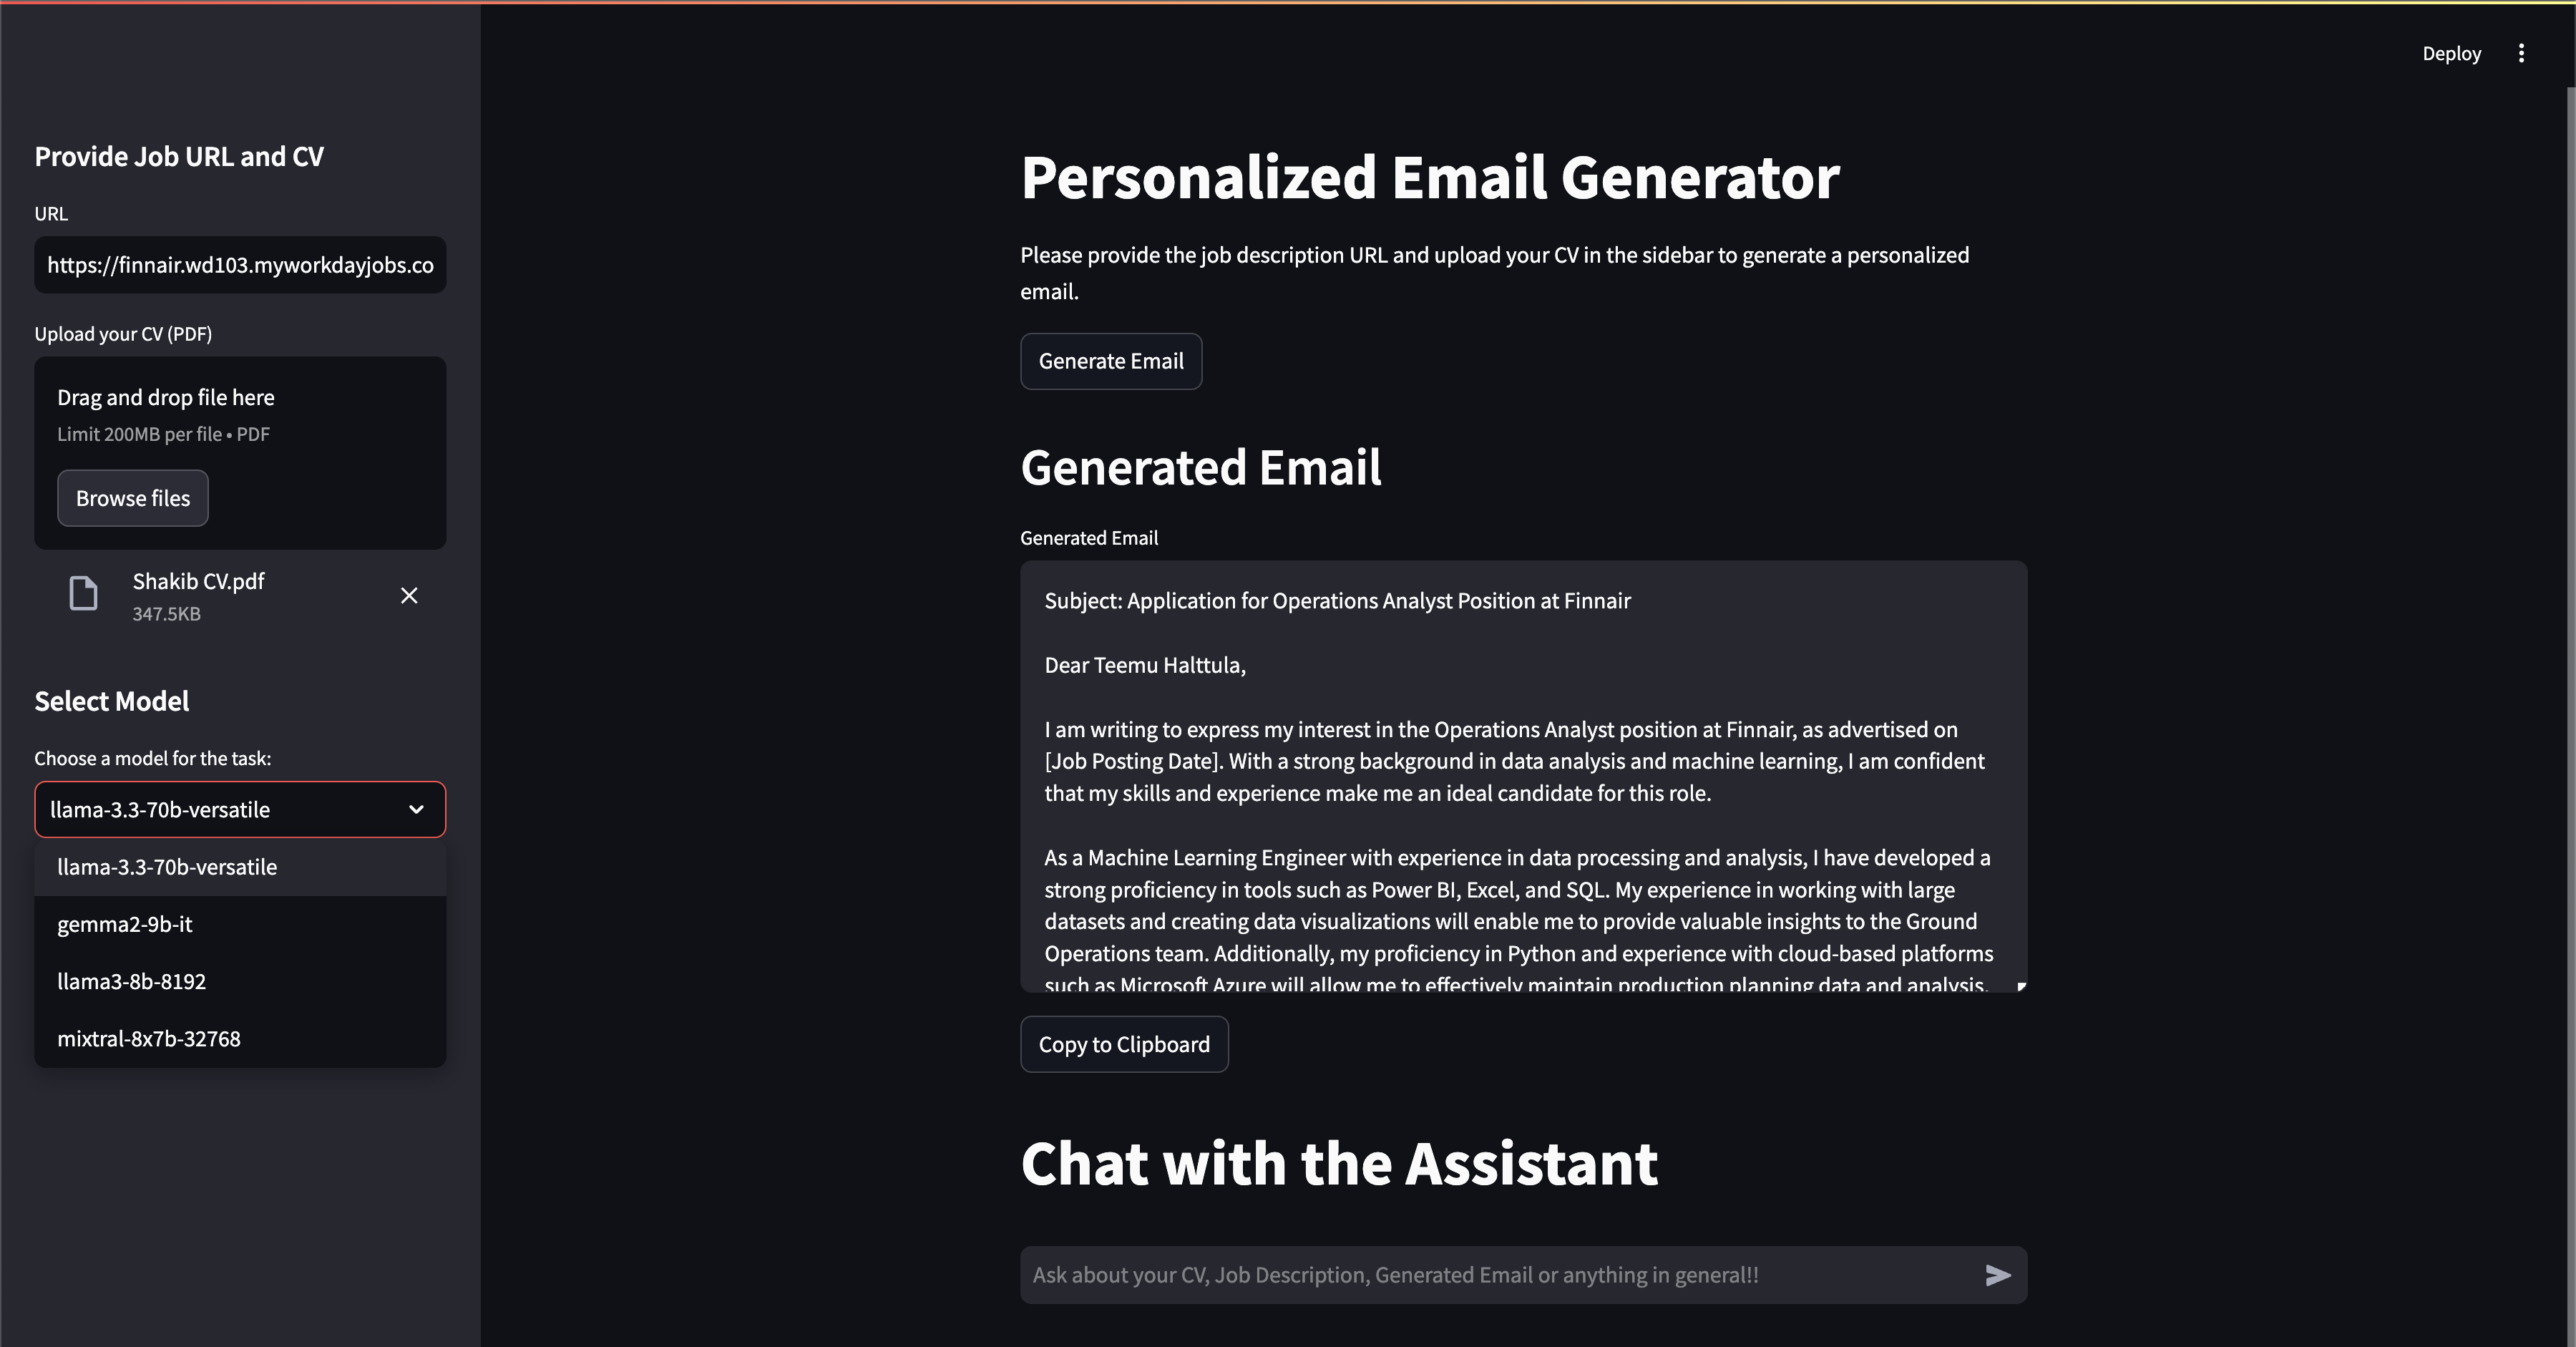 Deploy
Provide Job URL and CV
URL
https://finnair.wd103.myworkdayjobs.co
Upload your CV (PDF)
Drag and drop file here
Limit 200MB per file • PDF
Browse files
Shakib CV.pdf
347.5KB
Select Model
Choose a model for the task:
llama-3.3-70b-versatile
llama-3.3-70b-versatile
gemma2-9b-it
llama3-8b-8192
mixtral-8x7b-32768
Personalized Email Generator
Please provide the job description URL and upload your CV in the sidebar to generate a personalized
email.
Generate Email
Generated Email
Generated Email
Subject: Application for Operations Analyst Position at Finnair
Dear Teemu Halttula,
I am writing to express my interest in the Operations Analyst position at Finnair, as advertised on
[Job Posting Date]. With a strong background in data analysis and machine learning, I am confident
that my skills and experience make me an ideal candidate for this role.
As a Machine Learning Engineer with experience in data processing and analysis, I have developed a
strong proficiency in tools such as Power BI, Excel, and SQL. My experience in working with large
datasets and creating data visualizations will enable me to provide valuable insights to the Ground
Operations team. Additionally, my proficiency in Python and experience with cloud-based platforms
such as Microsoft Azure will allow me to effectively maintain production planning data and analysis.
Copy to Clipboard
Chat with the Assistant
Ask about your CV, Job Description, Generated Email or anything in general!!